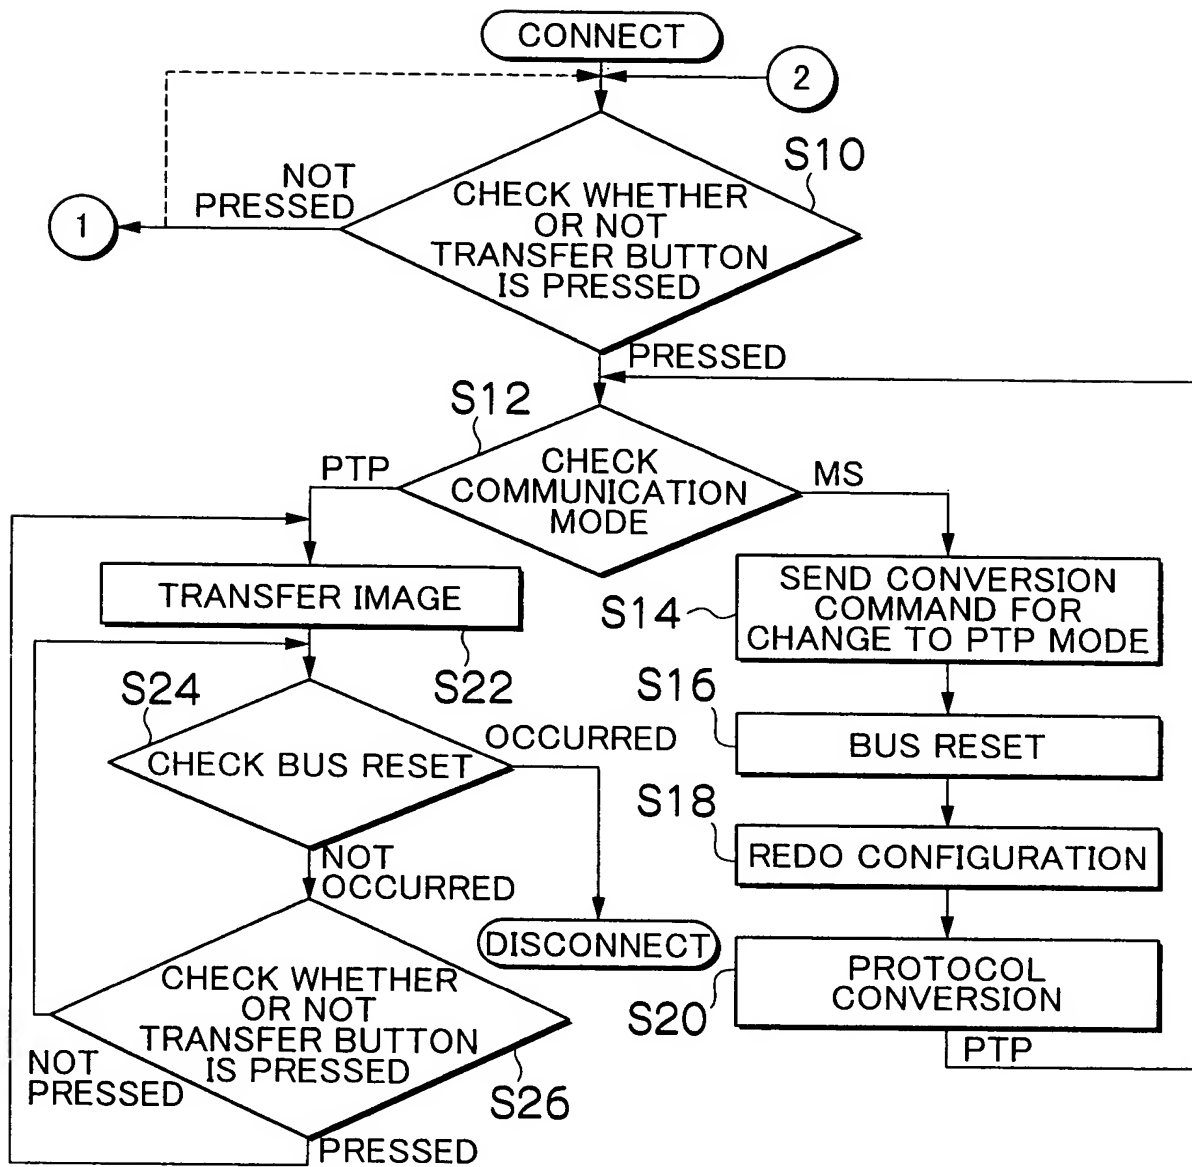 CONNECT
2
S10
NOT
PRESSED
1
CHECK WHETHER
OR NOT
TRANSFER BUTTON
IS PRESSED
PRESSED
S12
PTP
CHECK
COMMUNICATION
MODE
MS
TRANSFER IMAGE
S22
S14
SEND CONVERSION
COMMAND FOR
CHANGE TO PTP MODE
S24
CHECK BUS RESET
OCCURRED
S16
BUS RESET
NOT
OCCURRED
S18
REDO CONFIGURATION
DISCONNECT
CHECK WHETHER
OR NOT
TRANSFER BUTTON
IS PRESSED
S20
PROTOCOL
CONVERSION
PTP
NOT
PRESSED
S26
PRESSED